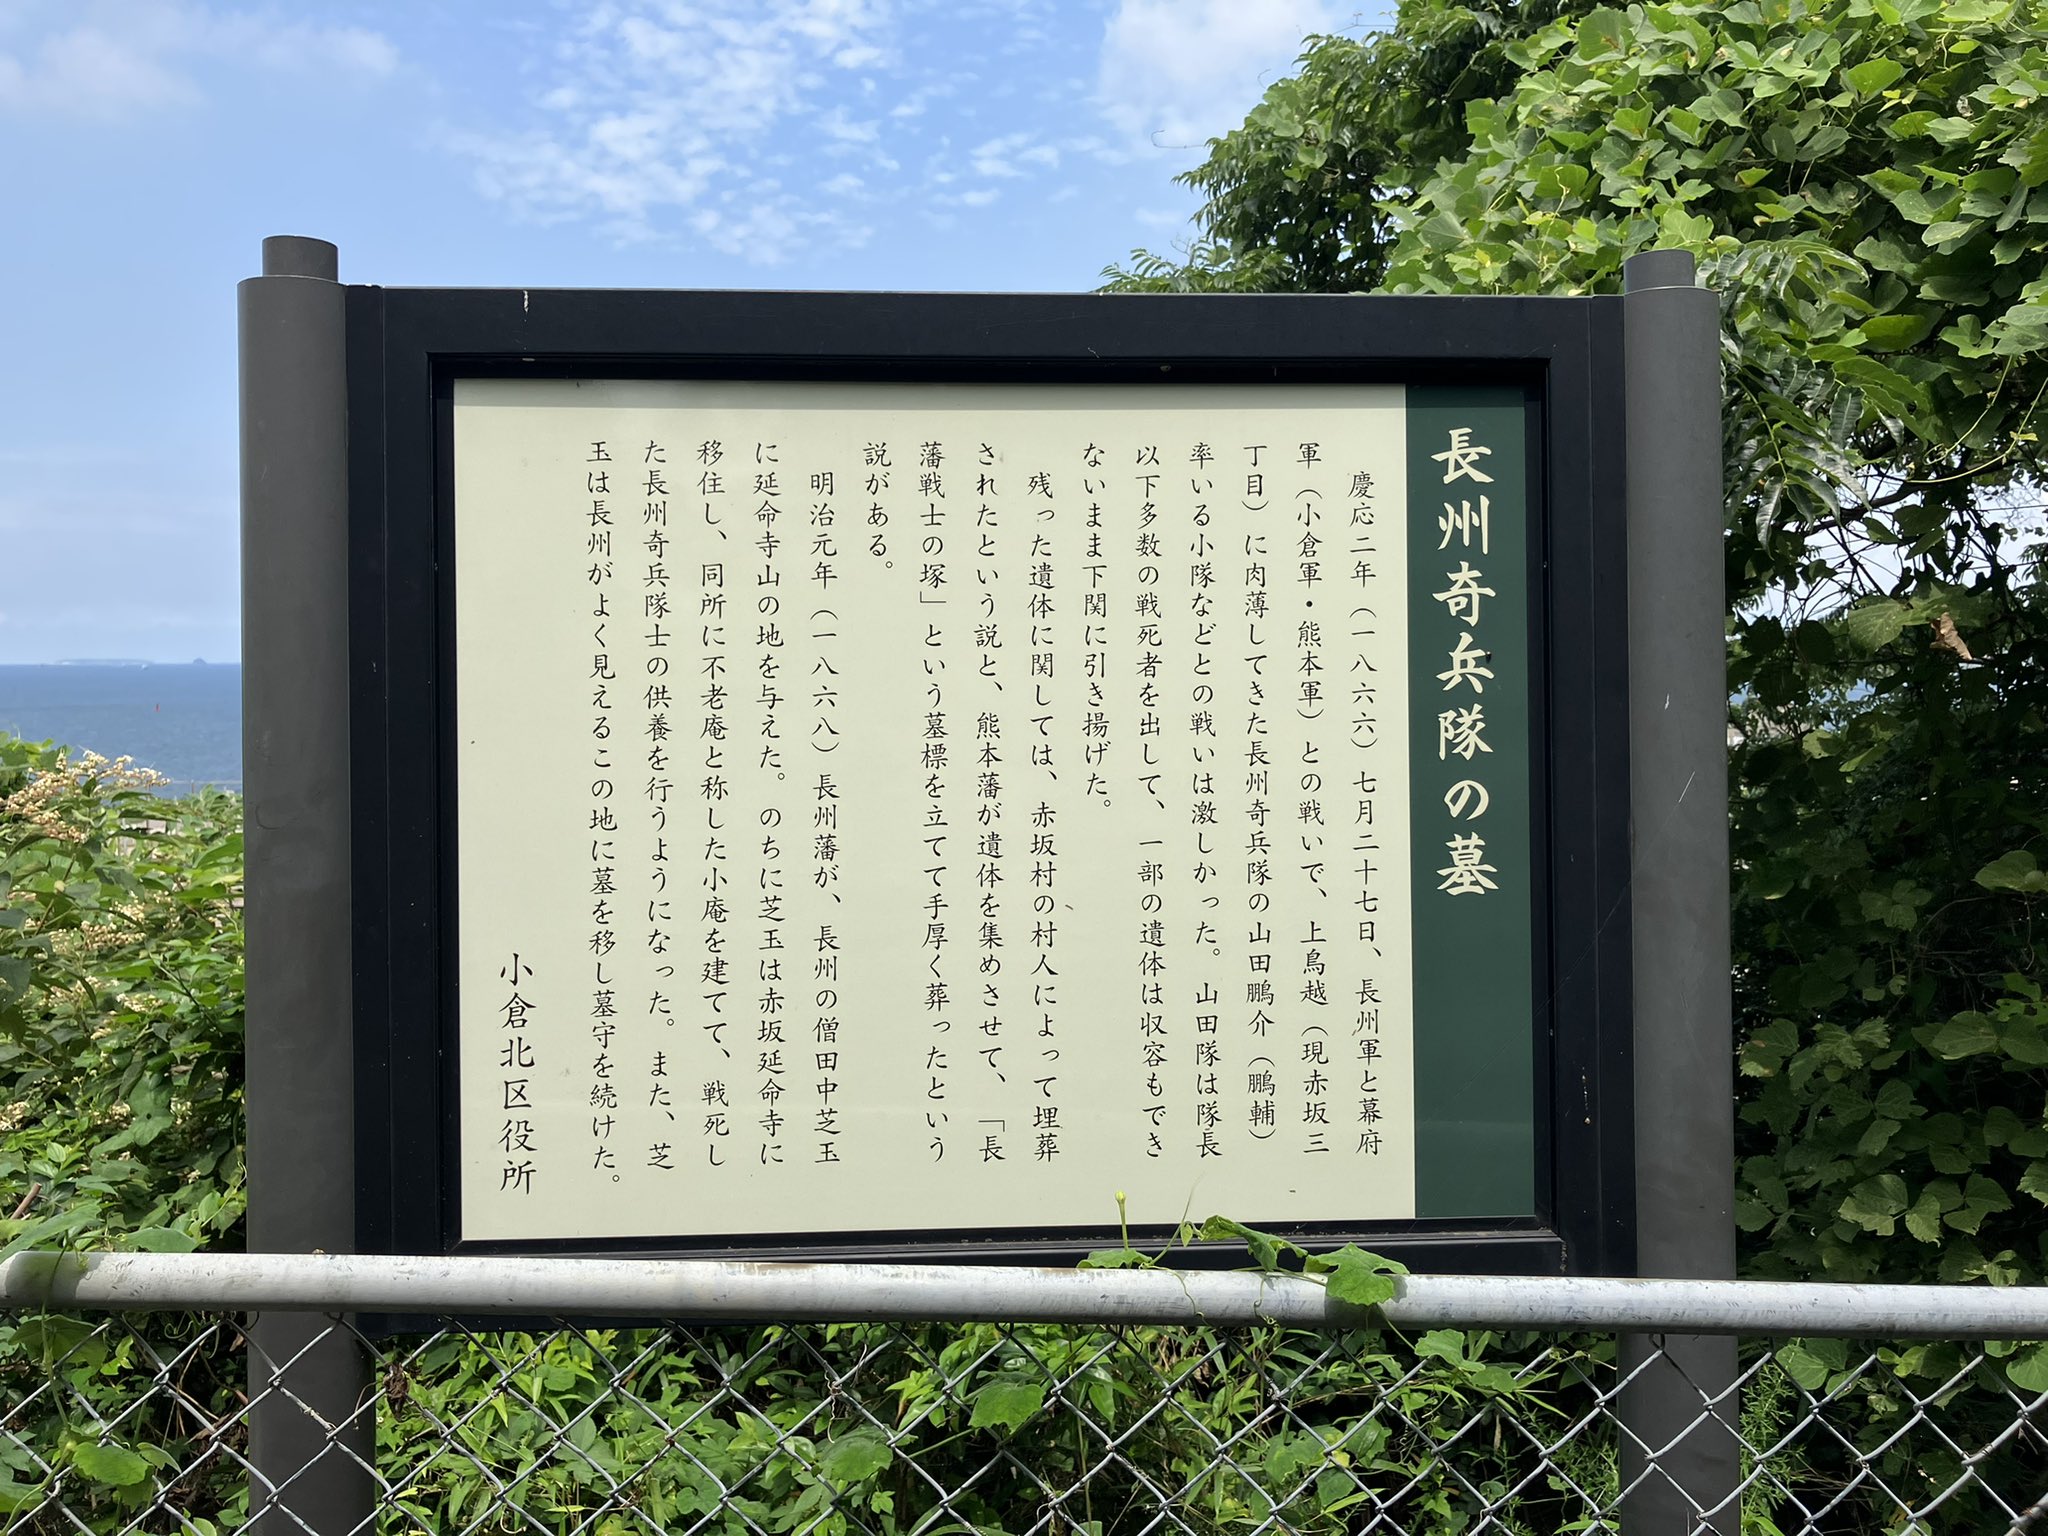 長州奇兵隊の墓
慶応二年（一八六六）七月二十七日、長州軍と幕府
軍（小倉軍・熊本軍）との戦いで、上鳥越（現赤坂三
丁目）に肉薄してきた長州奇兵隊の山田鵬介（鵬輔）
率いる小隊などとの戦いは激しかった。山田隊は隊長
以下多数の戦死者を出して、一部の遺体は収容もでき
ないまま下関に引き揚げた。
残った遺体に関しては、赤坂村の村人によって埋葬
されたという説と、熊本藩が遺体を集めさせて、「長
藩戦士の塚」という墓標を立てて手厚く葬ったという
説がある。
明治元年（一八六八）長州藩が、長州の僧田中芝玉
に延命寺山の地を与えた。のちに芝玉は赤坂延命寺に
移住し、同所に不老庵と称した小庵を建てて、戦死し
た長州奇兵隊士の供養を行うようになった。また、芝
玉は長州がよく見えるこの地に墓を移し墓守を続けた。
小倉北区役所